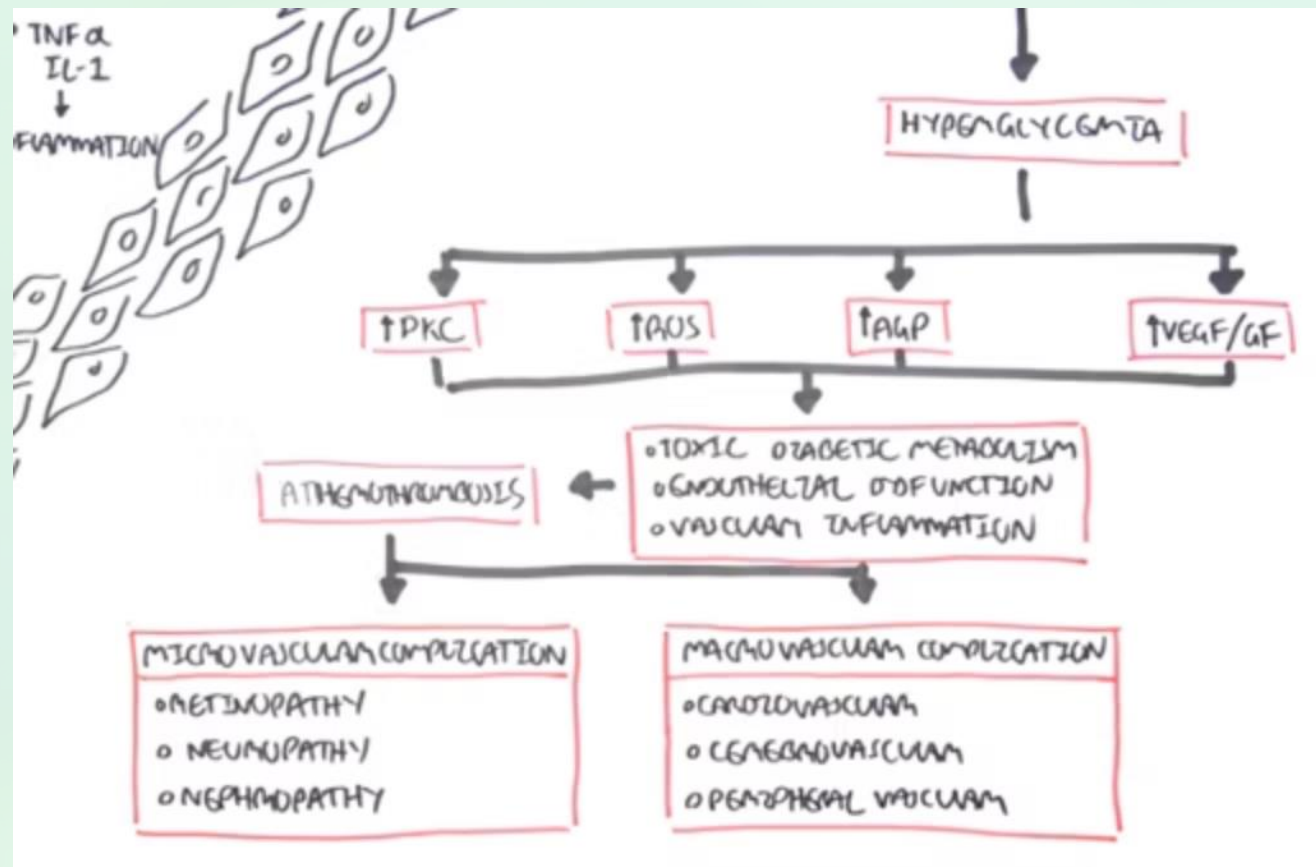 TNFα
IL-1
FLAMMATION
HYPERGLYCEMIA
↑PKC
↑ROS
↑AGP
↑VEGF/GF
• TOXIC DIABETIC METABOLISM
• ENDOTHELIAL DYSFUNCTION
• VASCULAR INFLAMMATION
ATHEROTHROMBOSIS
MICROVASCULAR COMPLICATION
• RETINOPATHY
• NEUROPATHY
• NEPHROPATHY
MACROVASCULAR COMPLICATION
• CARDIOVASCULAR
• CEREBROVASCULAR
• PERIPHERAL VASCULAR